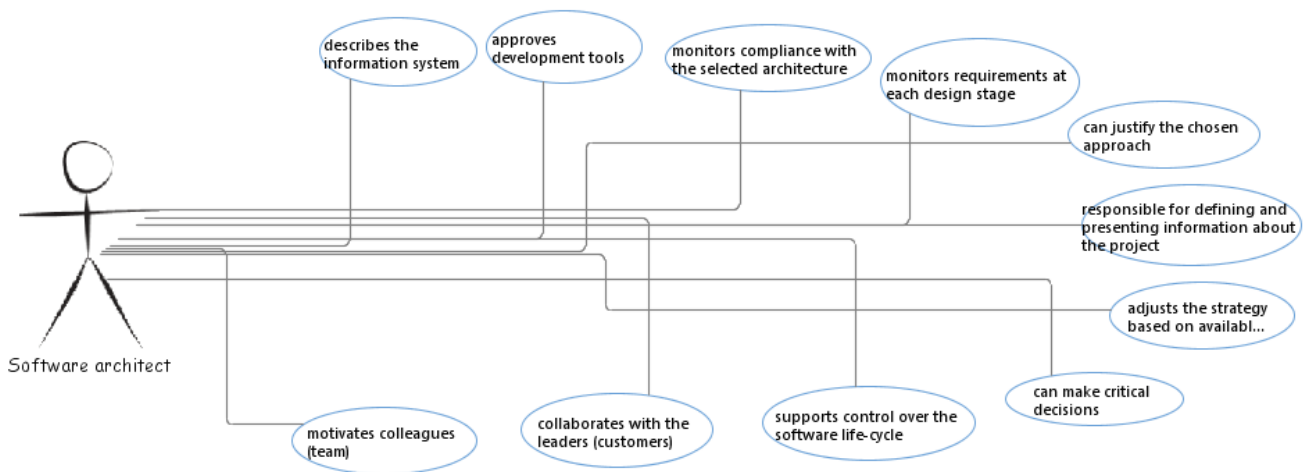 describes the
information system
approves
development tools
monitors compliance with
the selected architecture
monitors requirements at
each design stage
can justify the chosen
approach
responsible for defining and
presenting information about
the project
adjusts the strategy
based on availabl...
can make critical
decisions
supports control over the
software life-cycle
collaborates with the
leaders (customers)
motivates colleagues
(team)
Software architect